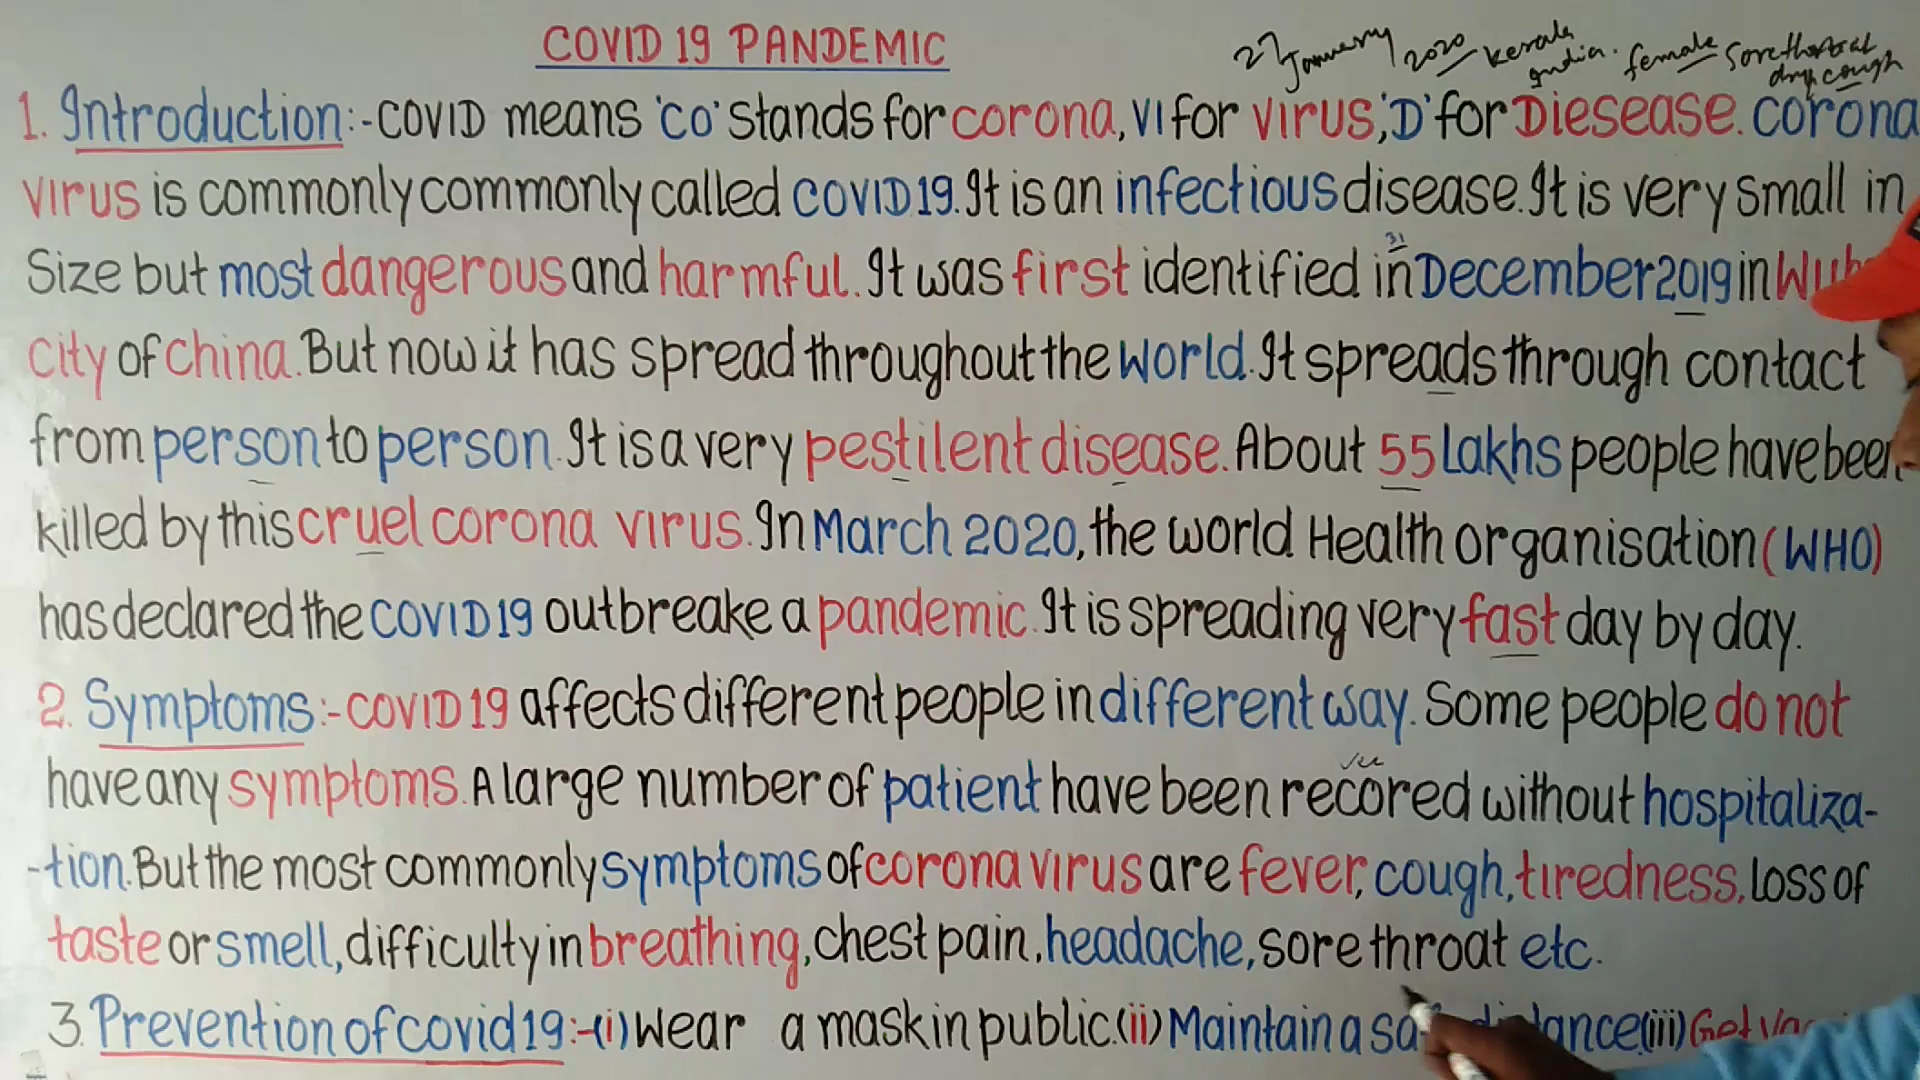 COVID 19 PANDEMIC
27 January 2020 Kerala India. female Sorethoroat dry cough
1. Introduction:-COVID means 'CO' Stands for corona, VI for VIRUS,'D' for Diesease. corona
VIRUS is commonly commonly called COVID19. It is an infectious disease. It is very small in
Size but most dangerous and harmful. It was first identified in 31 December 2019 in
city of china. But now it has spread throughout the world. It spreads through contact
from person to person. It is a very pestilent disease. About 55 Lakhs people have been
killed by this cruel corona virus. In March 2020, the world Health organisation (WHO)
has declared the COVID19 outbreake a pandemic. It is spreading very fast day by day.
2. Symptoms:-COVID 19 affects different people in different way. Some people do not
have any symptoms. A large number of patient have been recored without hospitaliza-
-tion. But the most commonly symptoms of corona virus are fever, cough, tiredness, loss of
taste or smell, difficulty in breathing, chest pain, headache, sore throat etc.
3. Prevention of covid19:-(i) Wear a mask in public. (ii) Maintain a (iii) Get